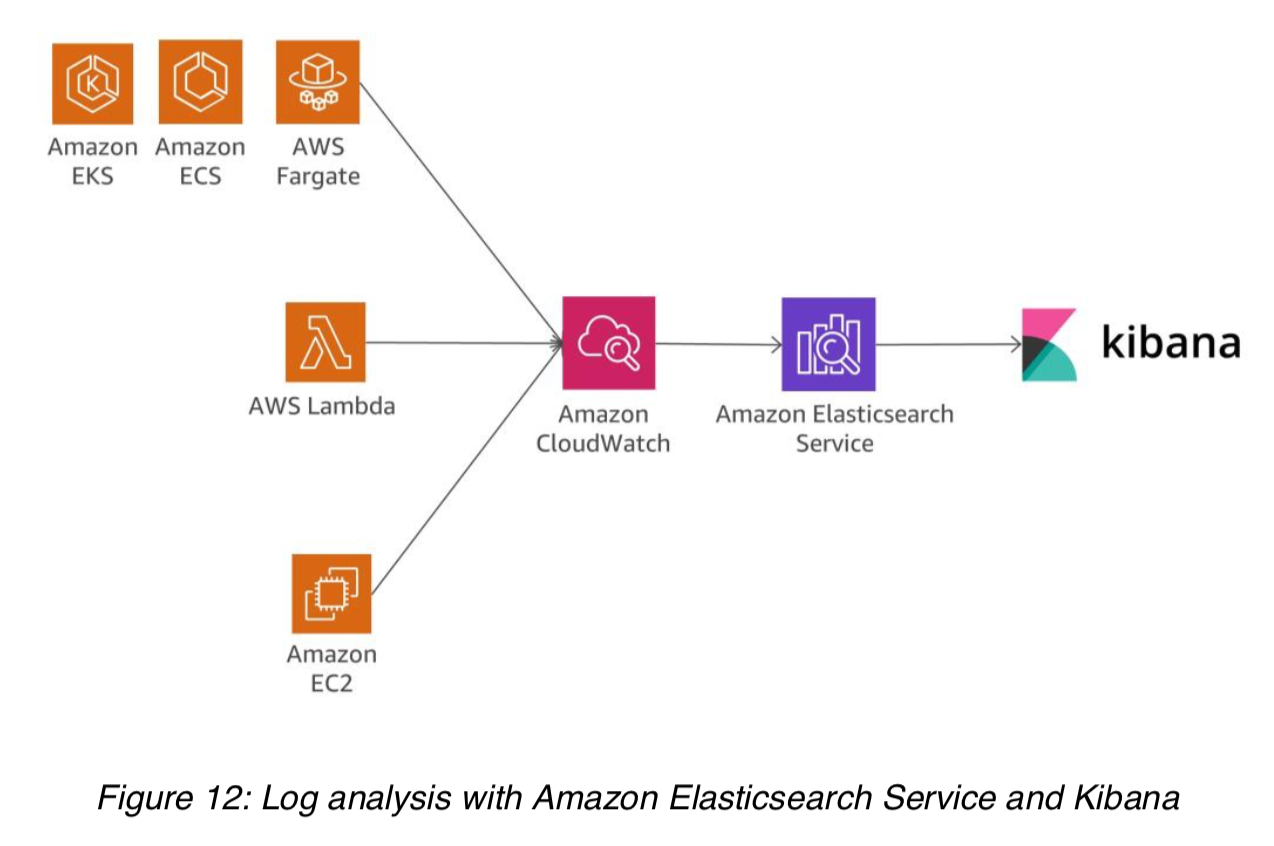 Amazon
EKS
Amazon
ECS
AWS
Fargate
AWS Lambda
Amazon
CloudWatch
Amazon Elasticsearch
Service
kibana
Amazon
EC2
Figure 12: Log analysis with Amazon Elasticsearch Service and Kibana